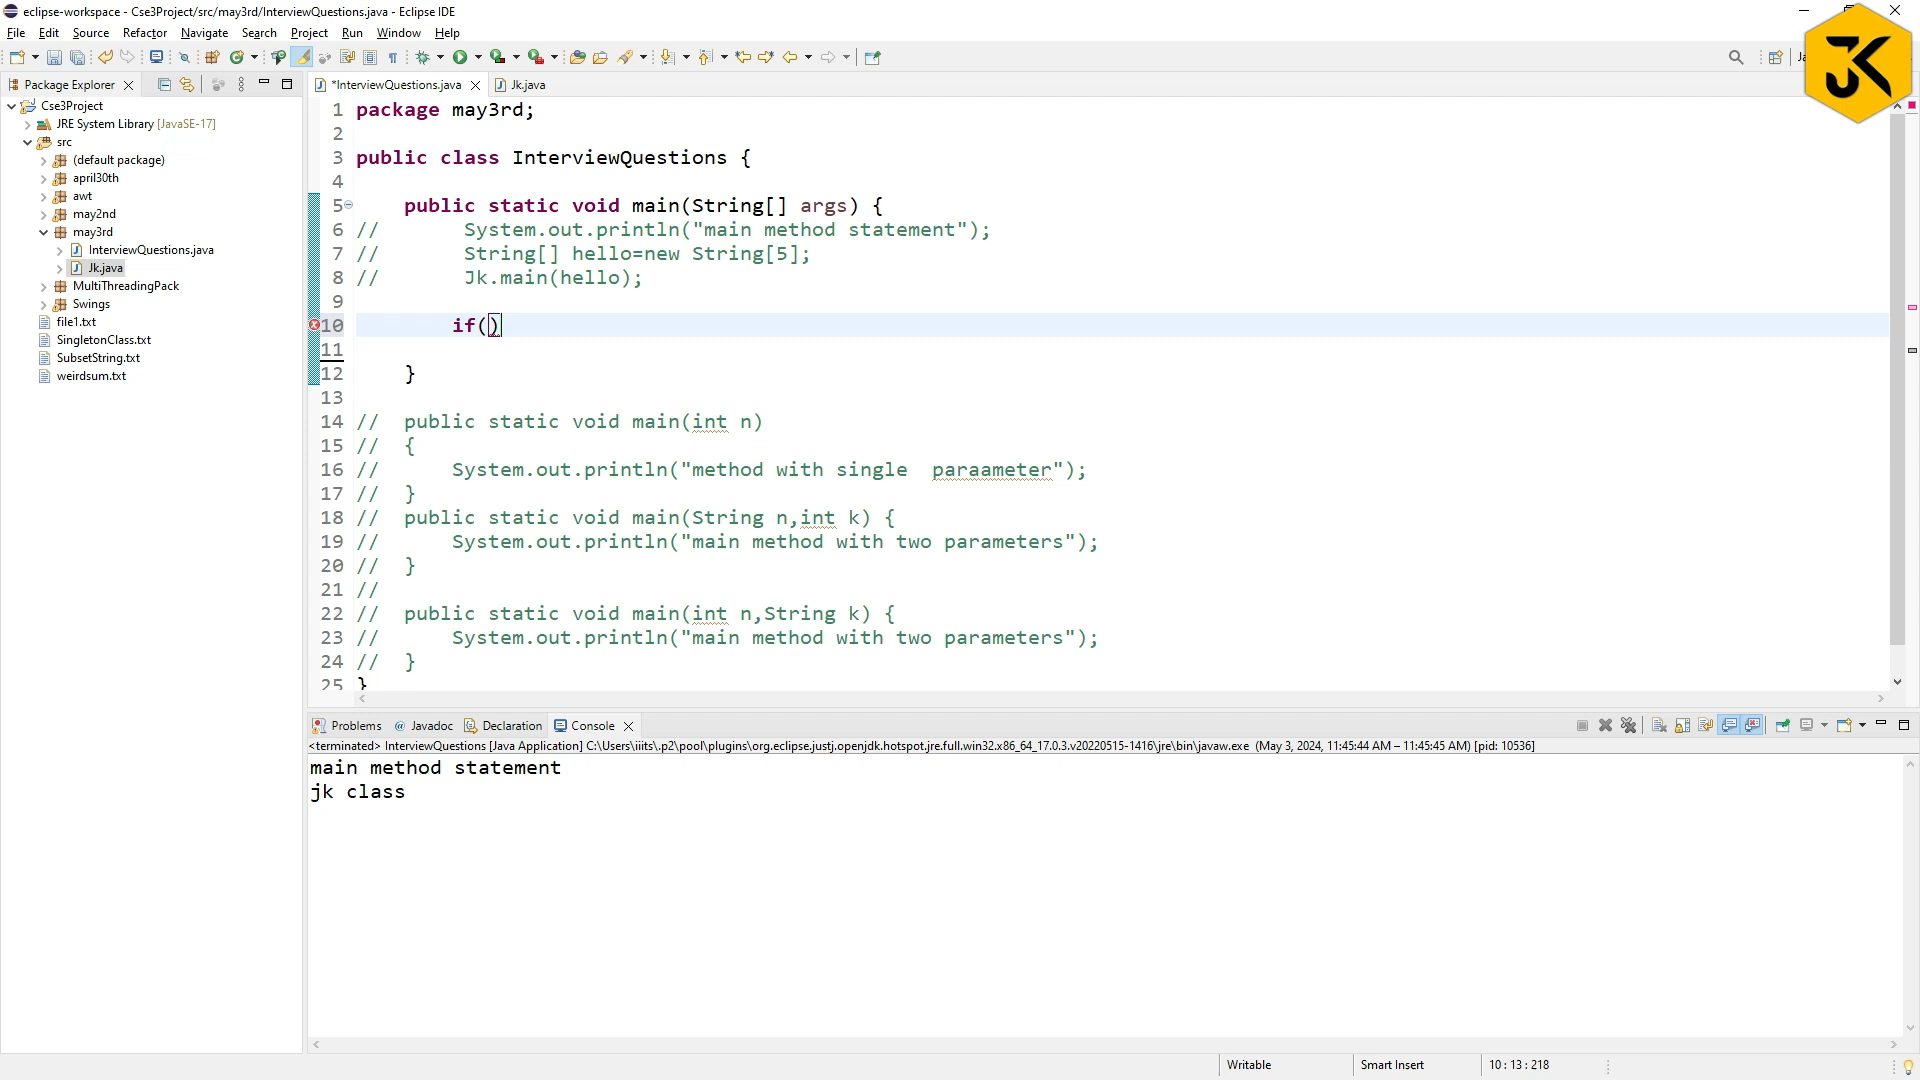 eclipse-workspace - Cse3Project/src/may3rd/InterviewQuestions.java - Eclipse IDE
File Edit Source Refactor Navigate Search Project Run Window Help
JK
Package Explorer
*InterviewQuestions.java Jk.java
Cse3Project
JRE System Library [JavaSE-17]
src
(default package)
april30th
awt
may2nd
may3rd
InterviewQuestions.java
Jk.java
MultiThreadingPack
Swings
file1.txt
SingletonClass.txt
SubsetString.txt
weirdsum.txt
1 package may3rd;
2
3 public class InterviewQuestions {
4
5 public static void main(String[] args) {
6 // System.out.println("main method statement");
7 // String[] hello=new String[5];
8 // Jk.main(hello);
9
10 if()
11
12 }
13
14 // public static void main(int n)
15 // {
16 // System.out.println("method with single  paraameter");
17 // }
18 // public static void main(String n,int k) {
19 // System.out.println("main method with two parameters");
20 // }
21 //
22 // public static void main(int n,String k) {
23 // System.out.println("main method with two parameters");
24 // }
25 }
Problems @ Javadoc Declaration Console
<terminated> InterviewQuestions [Java Application] C:\Users\iiits\.p2\pool\plugins\org.eclipse.justj.openjdk.hotspot.jre.full.win32.x86_64_17.0.3.v20220515-1416\jre\bin\javaw.exe (May 3, 2024, 11:45:44 AM – 11:45:45 AM) [pid: 10536]
main method statement
jk class
Writable Smart Insert 10 : 13 : 218